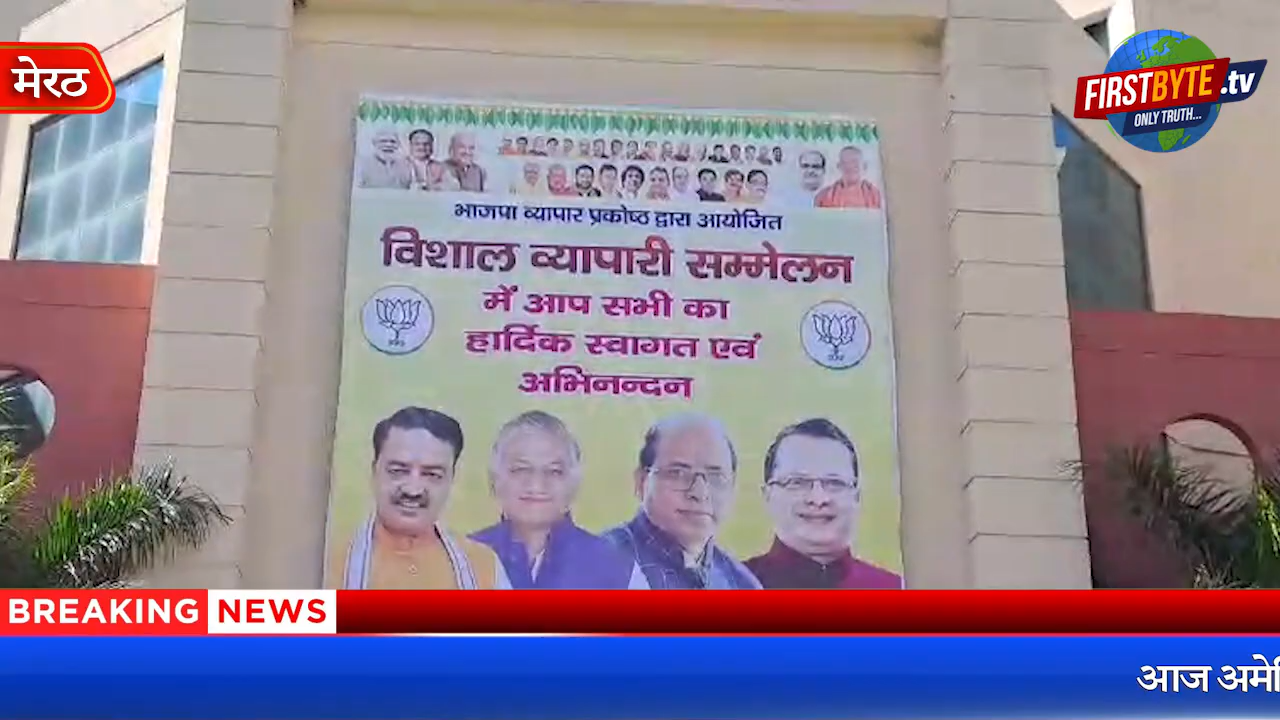 मेरठ
FIRSTBYTE.tv
ONLY TRUTH...
भाजपा व्यापार प्रकोष्ठ द्वारा आयोजित
विशाल व्यापारी सम्मेलन
में आप सभी का
हार्दिक स्वागत एवं
अभिनन्दन
BREAKING NEWS
आज अमे